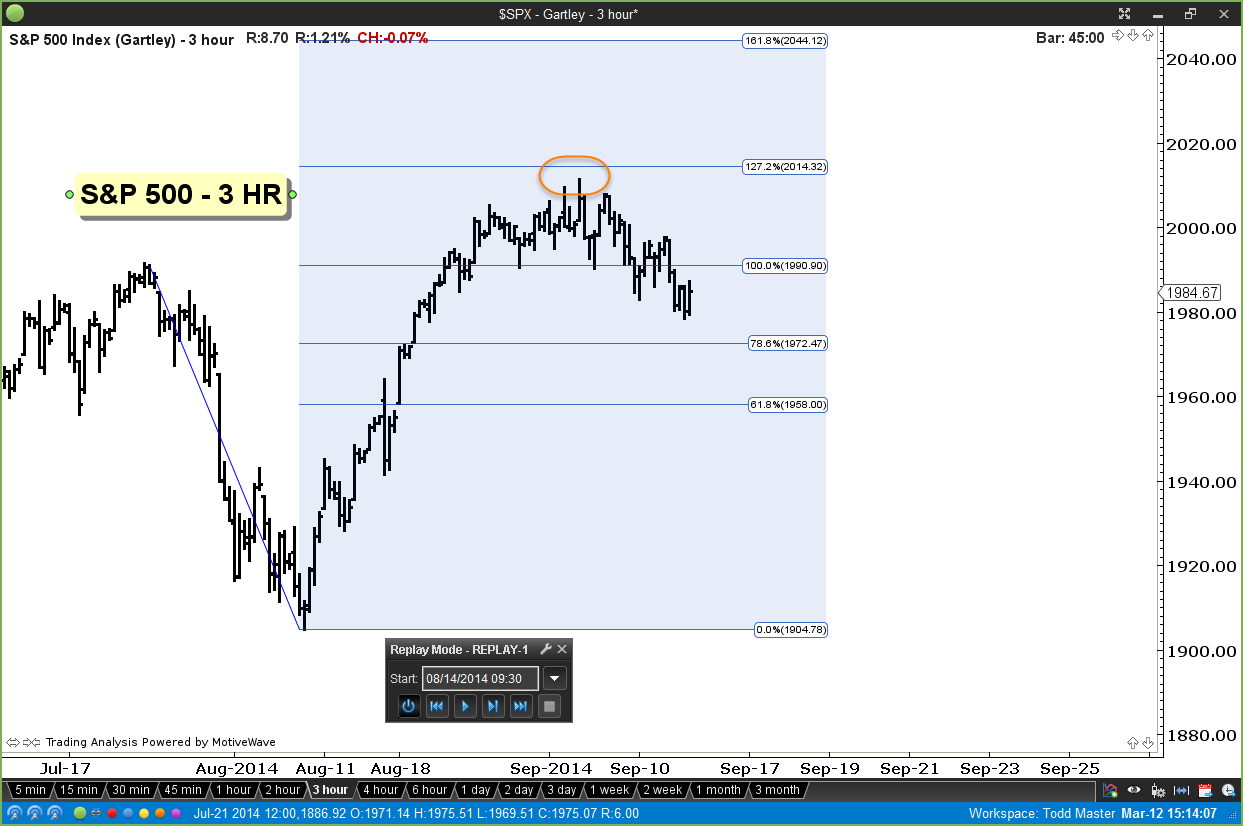 $SPX - Gartley - 3 hour*
S&P 500 Index (Gartley) - 3 hour R:8.70 R:1.21% CH:-0.07% Bar: 45:00
161.8%(2044.12)
2040.00
2020.00
127.2%(2014.32)
S&P 500 - 3 HR
2000.00
100.0%(1990.90)
1984.67
1980.00
78.6%(1972.47)
1960.00
61.8%(1958.00)
1940.00
1920.00
0.0%(1904.78)
1900.00
Replay Mode - REPLAY-1
Start: 08/14/2014 09:30
1880.00
Trading Analysis Powered by MotiveWave
Jul-17 Aug-2014 Aug-11 Aug-18 Sep-2014 Sep-10 Sep-17 Sep-19 Sep-21 Sep-23 Sep-25
5 min 15 min 30 min 45 min 1 hour 2 hour 3 hour 4 hour 6 hour 1 day 2 day 3 day 1 week 2 week 1 month 3 month
Jul-21 2014 12:00,1886.92 O:1971.14 H:1975.51 L:1969.51 C:1975.07 R:6.00 Workspace: Todd Master Mar-12 15:14:07